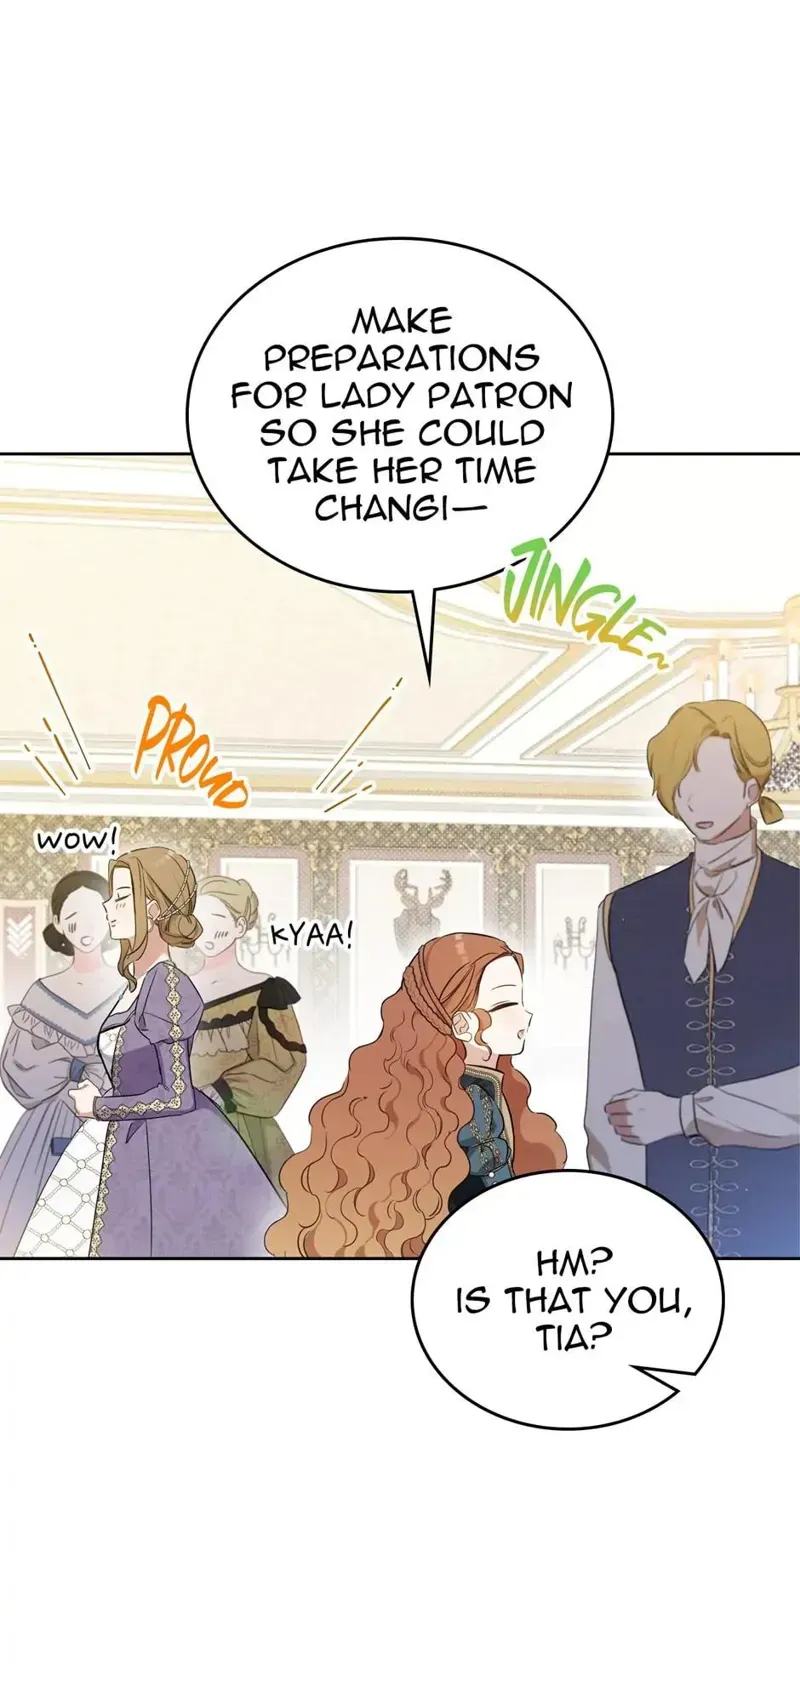 MAKE
PREPARATIONS
FOR LADY PATRON
SO SHE COULD
TAKE HER TIME
CHANGI—
JINGLE~
PROUD
WOW!
KYAA!
HM?
IS THAT YOU,
TIA?